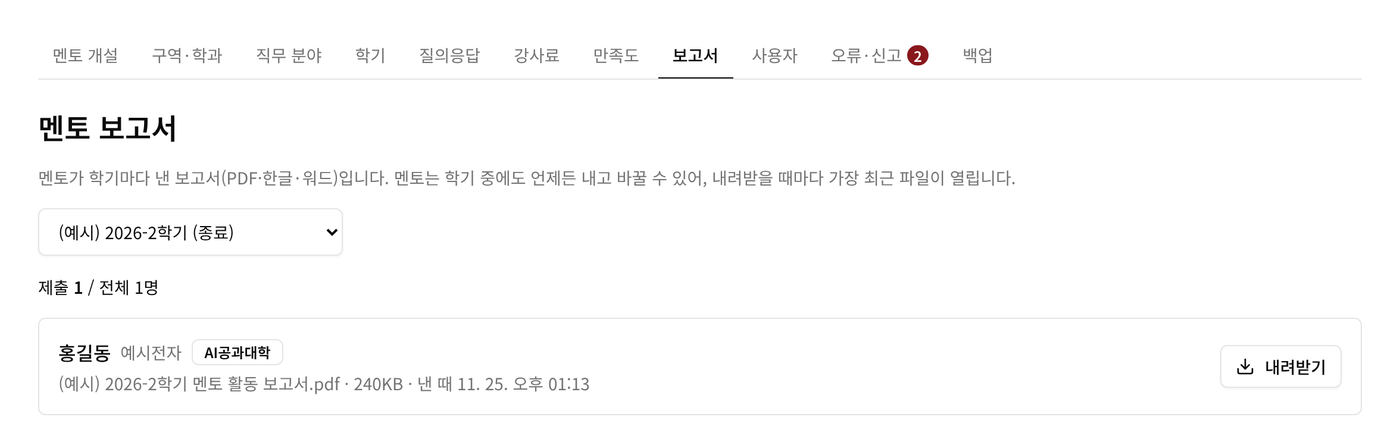 멘토 개설 구역·학과 직무 분야 학기 질의응답 강사료 만족도 보고서 사용자 오류·신고 2 백업
멘토 보고서
멘토가 학기마다 낸 보고서(PDF·한글·워드)입니다. 멘토는 학기 중에도 언제든 내고 바꿀 수 있어, 내려받을 때마다 가장 최근 파일이 열립니다.
(예시) 2026-2학기 (종료)
제출 1 / 전체 1명
홍길동 예시전자 AI공과대학
(예시) 2026-2학기 멘토 활동 보고서.pdf · 240KB · 낸 때 11. 25. 오후 01:13
내려받기